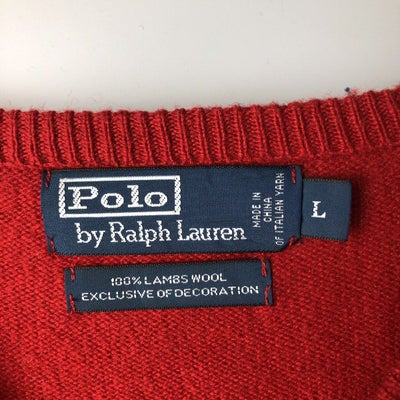 Polo
by Ralph Lauren
MADE IN
CHINA
OF ITALIAN YARN
L
100% LAMBS WOOL
EXCLUSIVE OF DECORATION